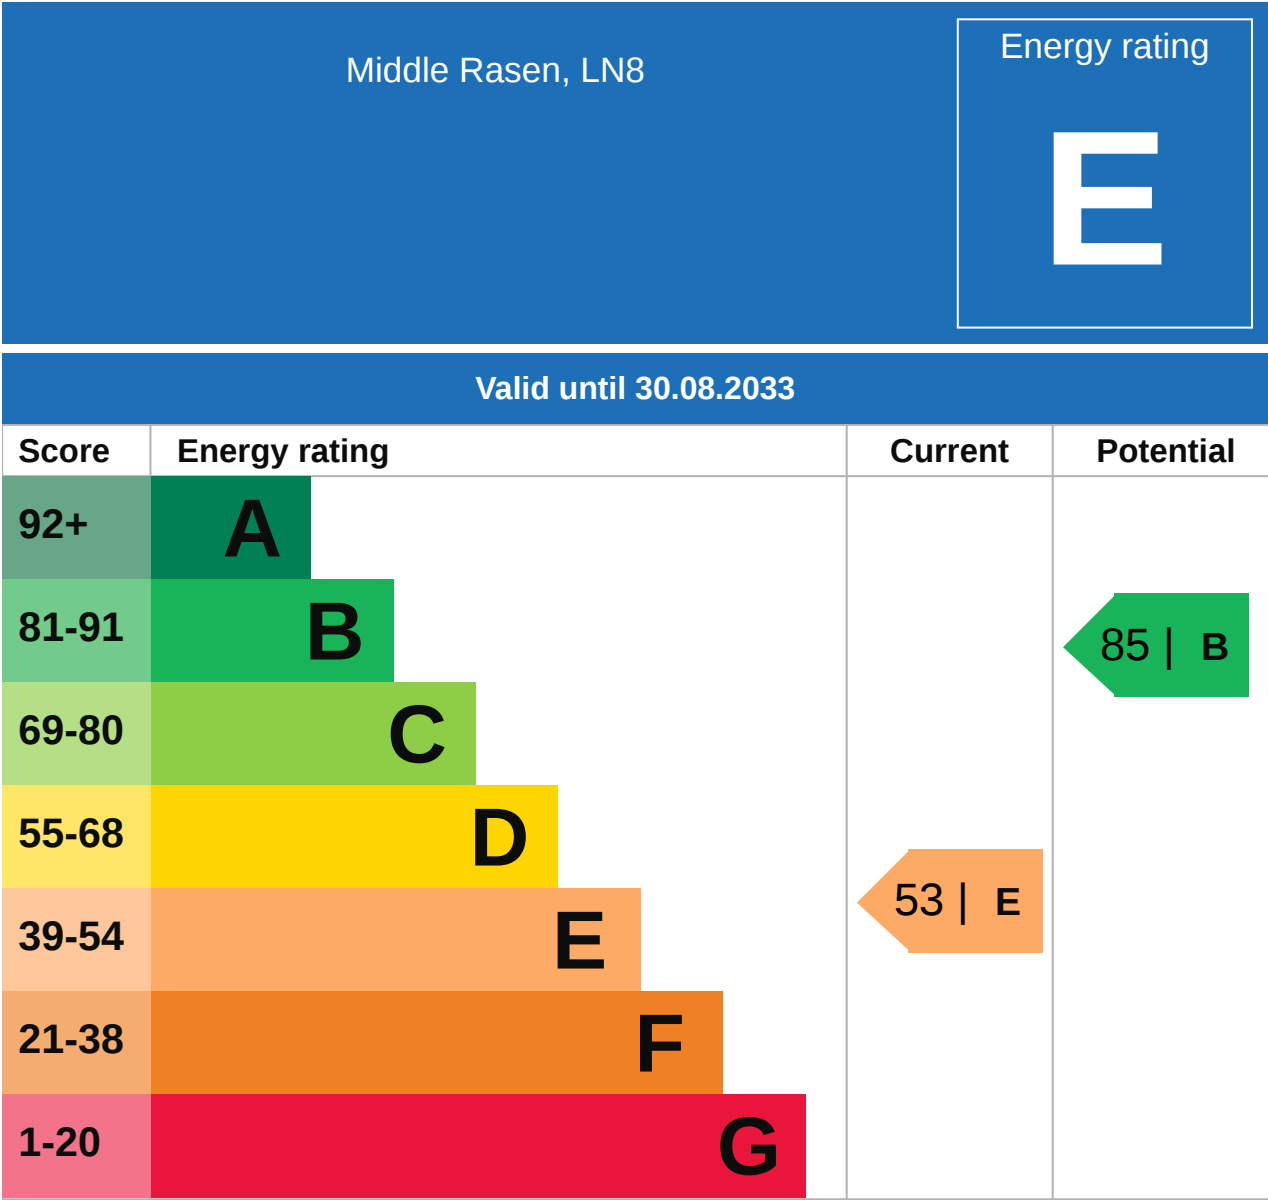 Middle Rasen, LN8
Energy rating
E
Valid until 30.08.2033
Score Energy rating Current Potential
92+ A
81-91 B
85 | B
69-80 C
55-68 D
53 | E
39-54 E
21-38 F
1-20 G